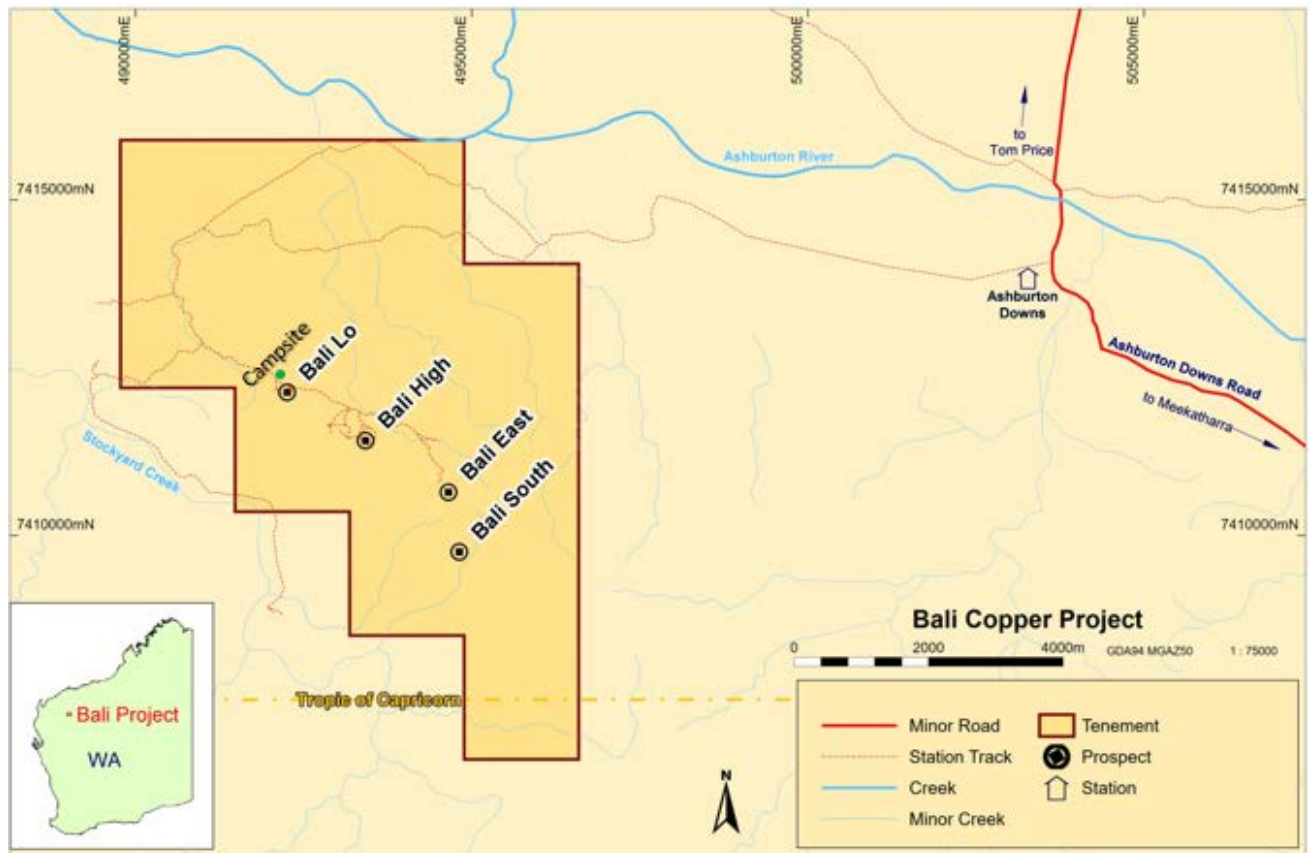 490000mE
495000mE
500000mE
505000mE
to
Tom Price
Ashburton River
7415000mN
7415000mN
Ashburton
Downs
Campsite
Bali Lo
Bali High
Ashburton Downs Road
to Meekatharra
Bali East
Stockyard Creek
Bali South
7410000mN
7410000mN
Bali Copper Project
0
2000
4000m
GDA94 MGAZ50
1 : 75000
Tropic of Capricorn
Bali Project
WA
N
Minor Road
Station Track
Creek
Minor Creek
Tenement
Prospect
Station